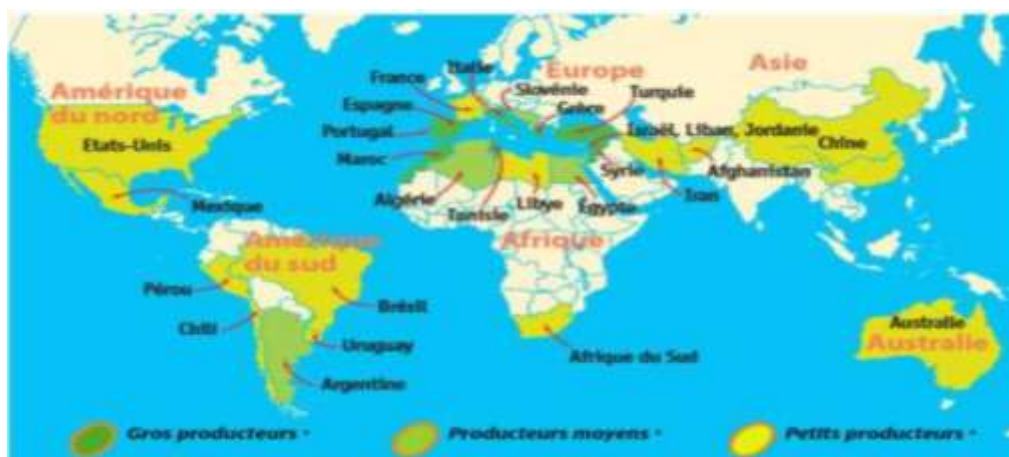 Amérique
du nord
Etats-Unis
Mexique
Amérique
du sud
Pérou
Brésil
Chili
Uruguay
Argentine
Europe
Italie
France
Slovénie
Espagne
Grèce
Turquie
Portugal
Maroc
Algérie
Tunisie
Libye
Egypte
Afrique
Afrique du Sud
Asie
Israël, Liban, Jordanie
Chine
Syrie
Afghanistan
Iran
Australie
Australie
Gros producteurs
Producteurs moyens
Petits producteurs